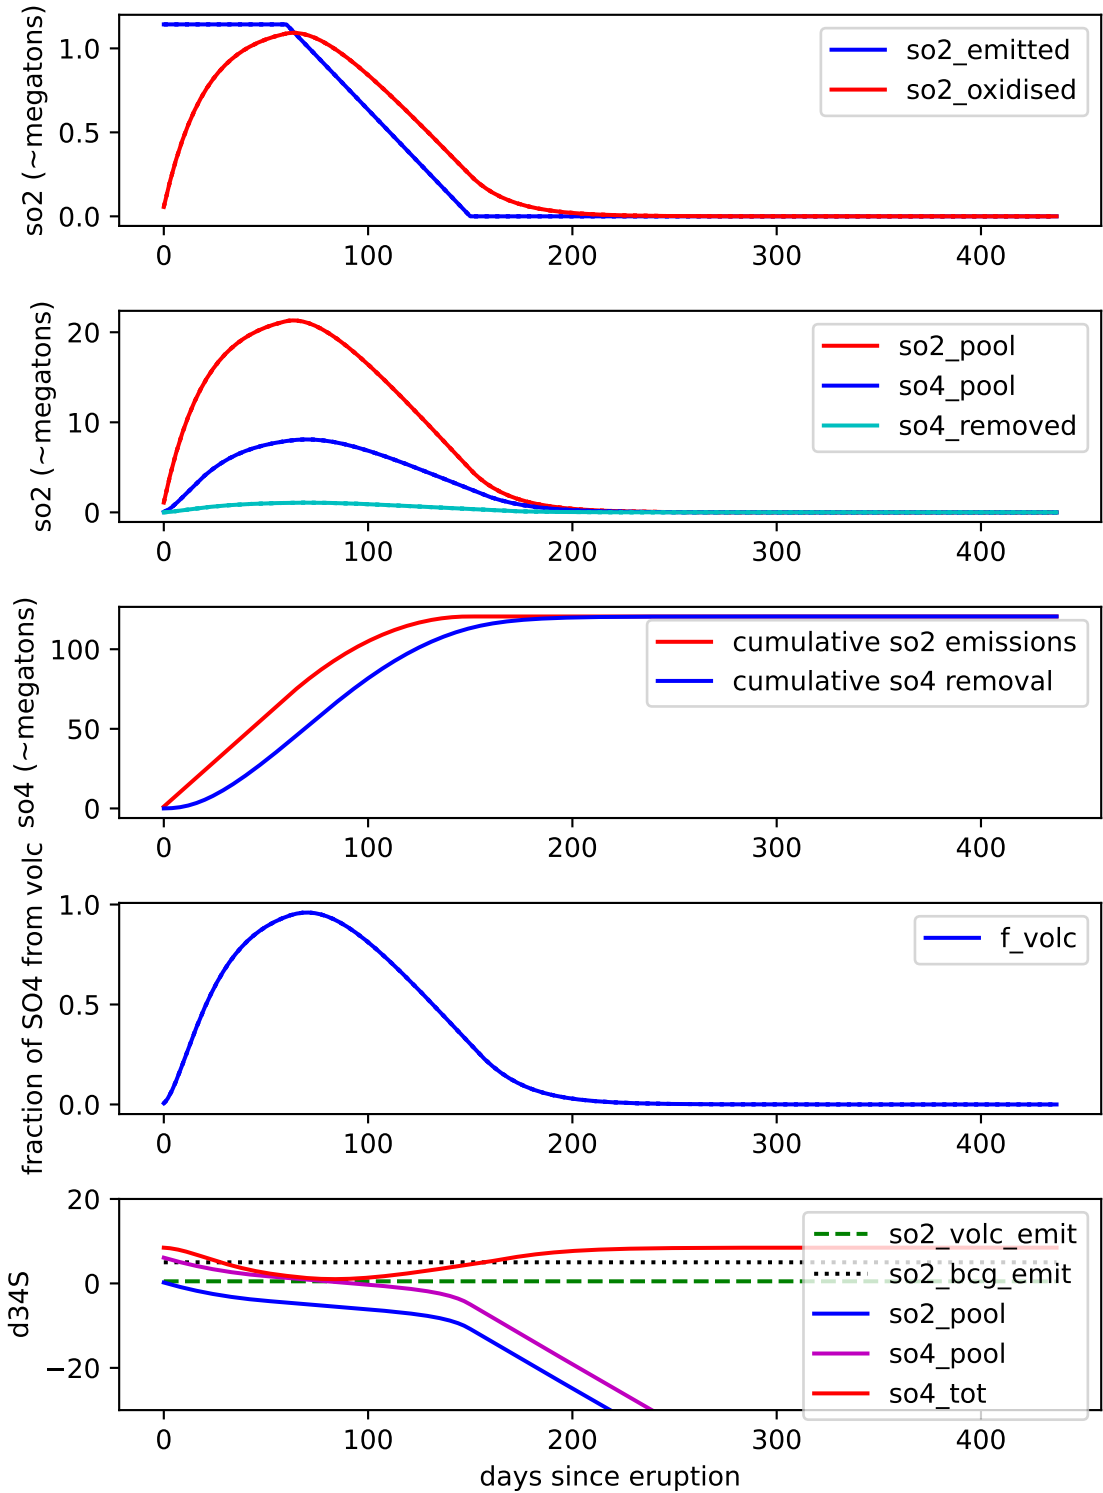 so2 (~megatons)
1.0
0.5
0.0
so2_emitted
so2_oxidised
0 100 200 300 400
so2 (~megatons)
20
10
0
so2_pool
so4_pool
so4_removed
0 100 200 300 400
so4 (~megatons)
100
50
0
cumulative so2 emissions
cumulative so4 removal
0 100 200 300 400
fraction of SO4 from volc
1.0
0.5
0.0
f_volc
0 100 200 300 400
d34S
20
0
−20
so2_volc_emit
so2_bcg_emit
so2_pool
so4_pool
so4_tot
0 100 200 300 400
days since eruption